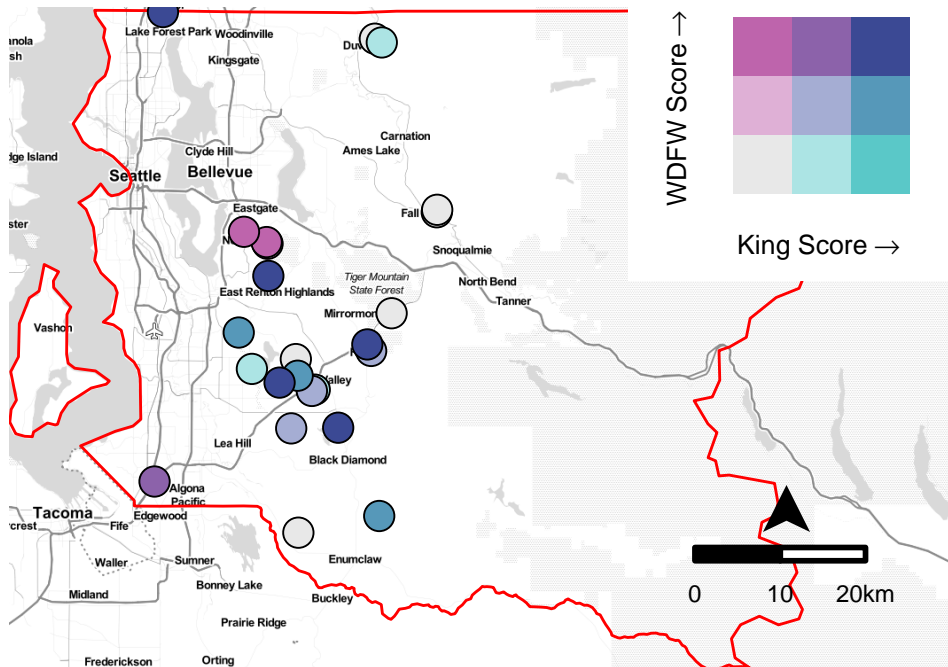 Lake Forest Park
Woodinville
Kingsgate
Carnation
Ames Lake
Clyde Hill
Seattle
Bellevue
Eastgate
Fall
Snoqualmie
North Bend
Tanner
Tiger Mountain
State Forest
East Renton Highlands
Vashon
Valley
Lea Hill
Black Diamond
Algona
Pacific
Tacoma
Edgewood
Fife
Waller
Sumner
Enumclaw
Bonney Lake
Midland
Buckley
Prairie Ridge
Frederickson
Orting
WDFW Score →
King Score →
0 10 20km